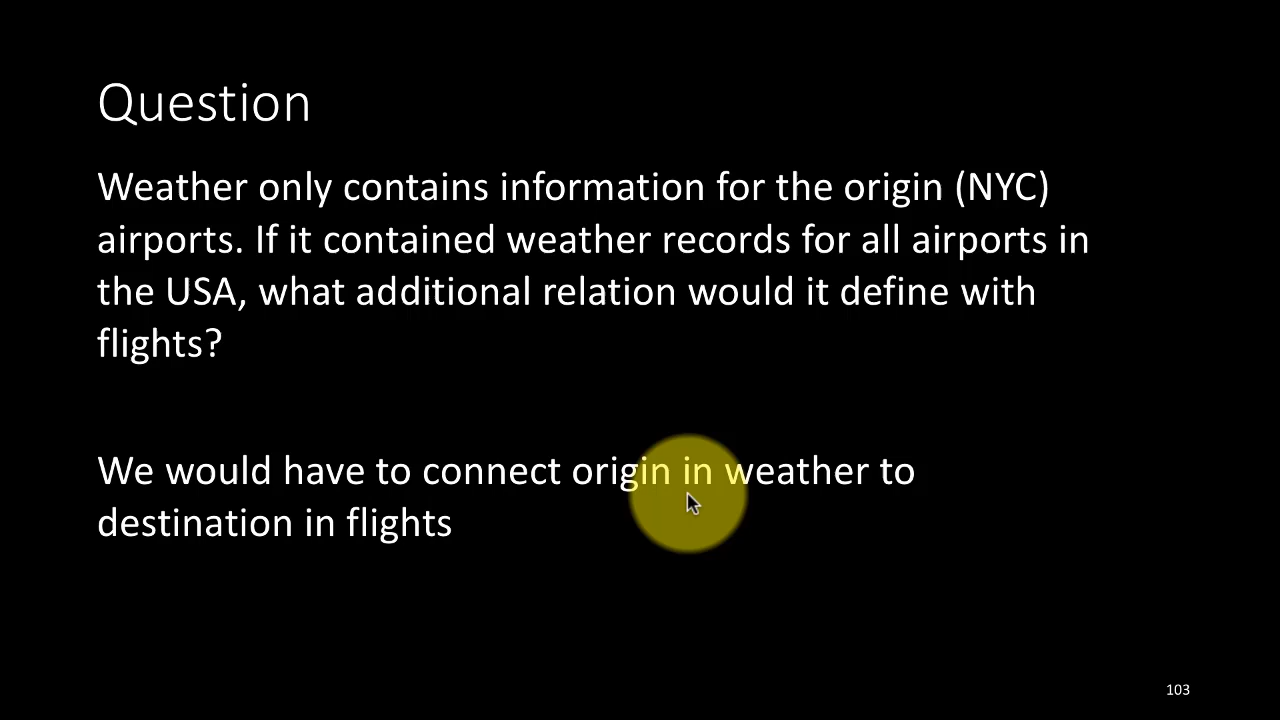 Question
Weather only contains information for the origin (NYC)
airports. If it contained weather records for all airports in
the USA, what additional relation would it define with
flights?
We would have to connect origin in weather to
destination in flights
103